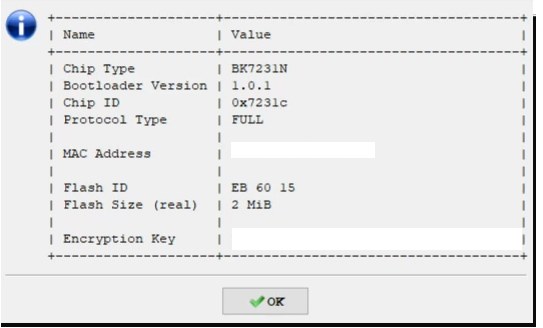 +--------------------+------------------------------------+
| Name | Value |
+--------------------+------------------------------------+
| Chip Type | BK7231N |
| Bootloader Version | 1.0.1 |
| Chip ID | 0x7231c |
| Protocol Type | FULL |
| | |
| MAC Address | |
| | |
| Flash ID | EB 60 15 |
| Flash Size (real) | 2 MiB |
| | |
| Encryption Key | |
+--------------------+------------------------------------+
OK